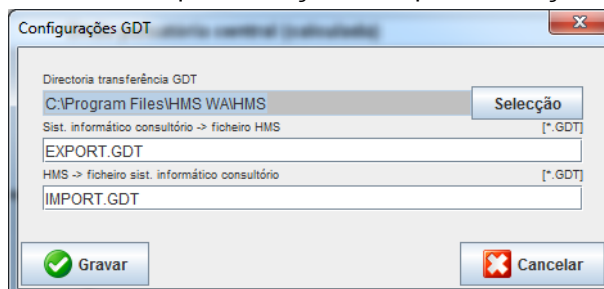 Configurações GDT
Directoria transferência GDT
C:\Program Files\HMS WA\HMS
Selecção
Sist. informático consultório -> ficheiro HMS
[*.GDT]
EXPORT.GDT
HMS -> ficheiro sist. informático consultório
[*.GDT]
IMPORT.GDT
Gravar
Cancelar